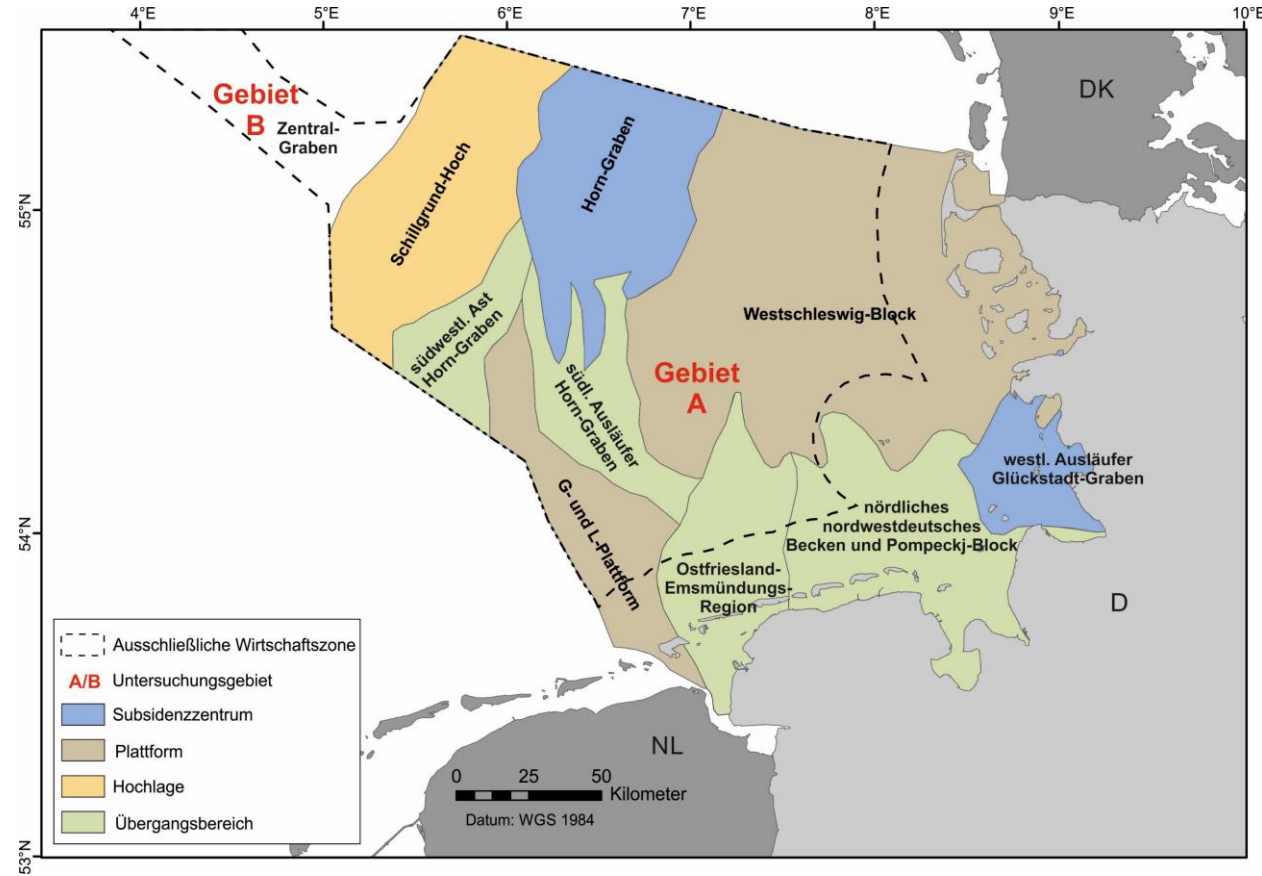 4°E
5°E
6°E
7°E
8°E
9°E
10°E
55°N
54°N
53°N
Gebiet
B
Zentral-
Graben
Schillgrund-Hoch
Horn-Graben
DK
südwestl. Ast
Horn-Graben
südl. Ausläufer
Horn-Graben
Westschleswig-Block
Gebiet
A
westl. Ausläufer
Glückstadt-Graben
G- und L-Plattform
nördliches
nordwestdeutsches
Becken und Pompeckj-Block
Ostfriesland-
Emsmündungs-
Region
D
NL
Ausschließliche Wirtschaftszone
A/B Untersuchungsgebiet
Subsidenzzentrum
Plattform
Hochlage
Übergangsbereich
0 25 50
Kilometer
Datum: WGS 1984